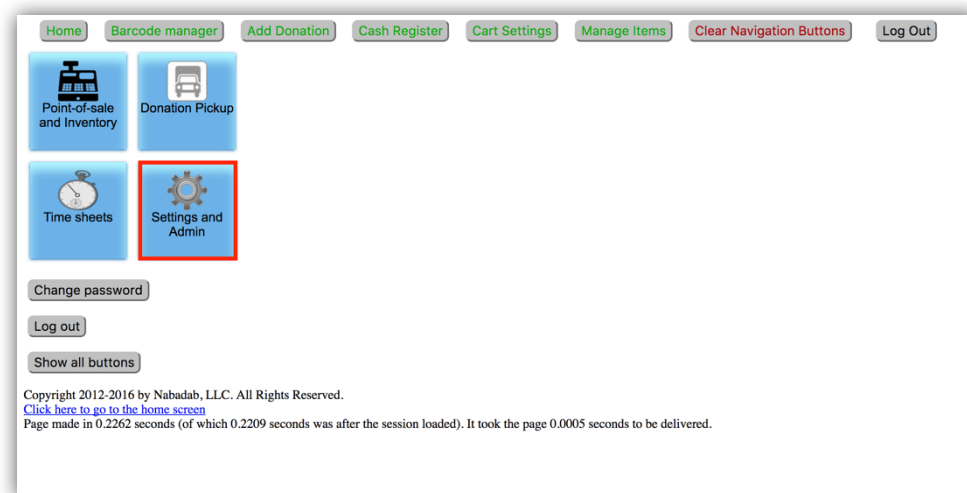 Home Barcode manager Add Donation Cash Register Cart Settings Manage Items Clear Navigation Buttons Log Out
Point-of-sale
and Inventory
Donation Pickup
Time sheets
Settings and
Admin
Change password
Log out
Show all buttons
Copyright 2012-2016 by Nabadab, LLC. All Rights Reserved.
Click here to go to the home screen
Page made in 0.2262 seconds (of which 0.2209 seconds was after the session loaded). It took the page 0.0005 seconds to be delivered.